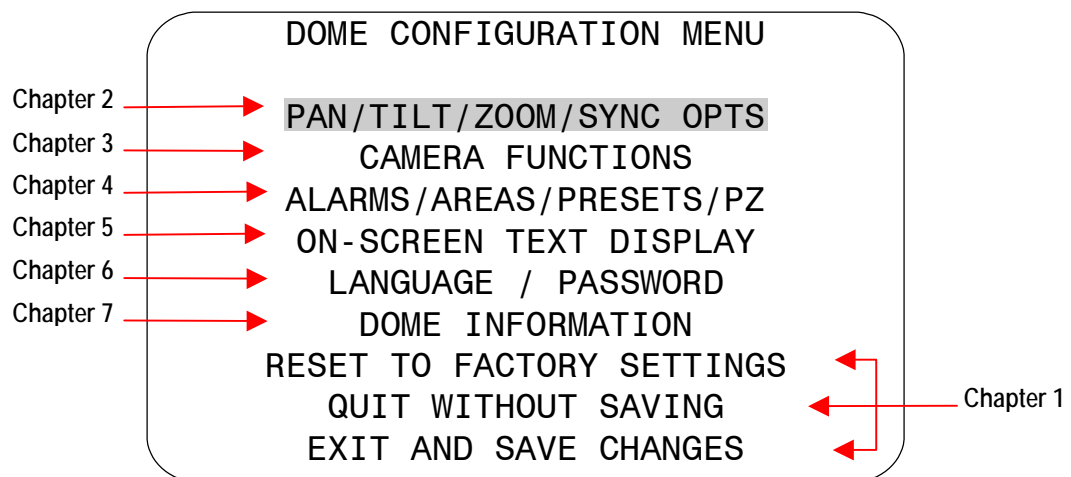 DOME CONFIGURATION MENU
Chapter 2
PAN/TILT/ZOOM/SYNC OPTS
Chapter 3
CAMERA FUNCTIONS
Chapter 4
ALARMS/AREAS/PRESETS/PZ
Chapter 5
ON-SCREEN TEXT DISPLAY
Chapter 6
LANGUAGE / PASSWORD
Chapter 7
DOME INFORMATION
RESET TO FACTORY SETTINGS
QUIT WITHOUT SAVING
Chapter 1
EXIT AND SAVE CHANGES